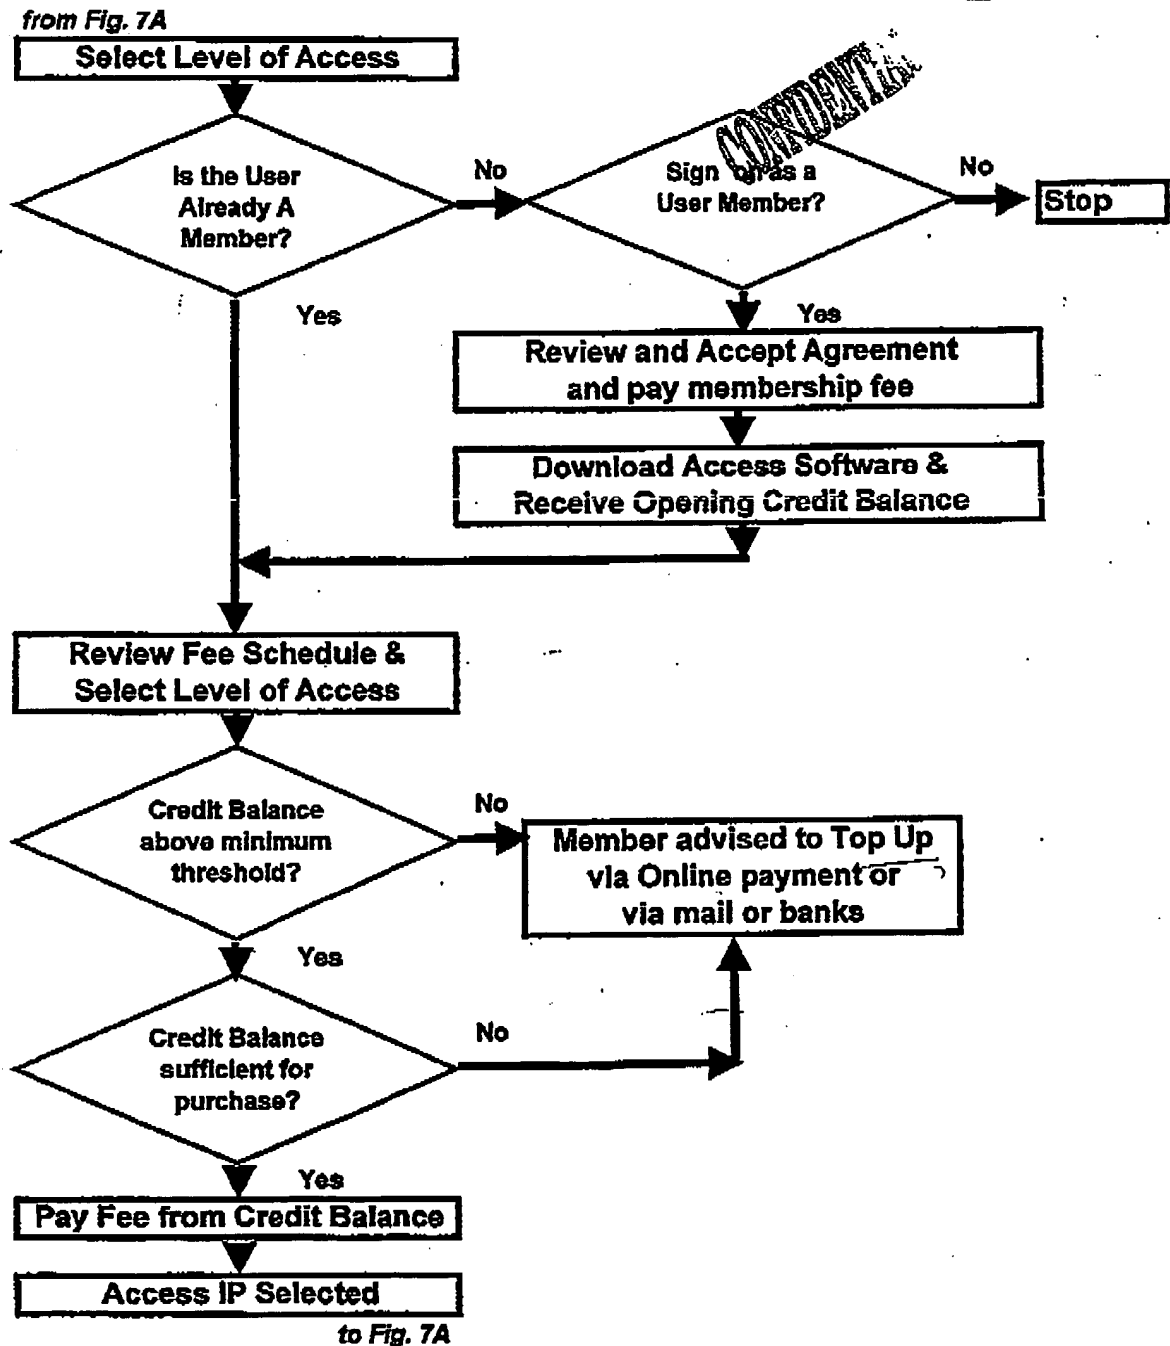 from Fig. 7A
Select Level of Access
CONFIDENTIAL
Is the User
Already A
Member?
No
Sign on as a
User Member?
No
Stop
Yes
Yes
Review and Accept Agreement
and pay membership fee
Download Access Software &
Receive Opening Credit Balance
Review Fee Schedule &
Select Level of Access
Credit Balance
above minimum
threshold?
No
Member advised to Top Up
via Online payment or
via mail or banks
Yes
Credit Balance
sufficient for
purchase?
No
Yes
Pay Fee from Credit Balance
Access IP Selected
to Fig. 7A